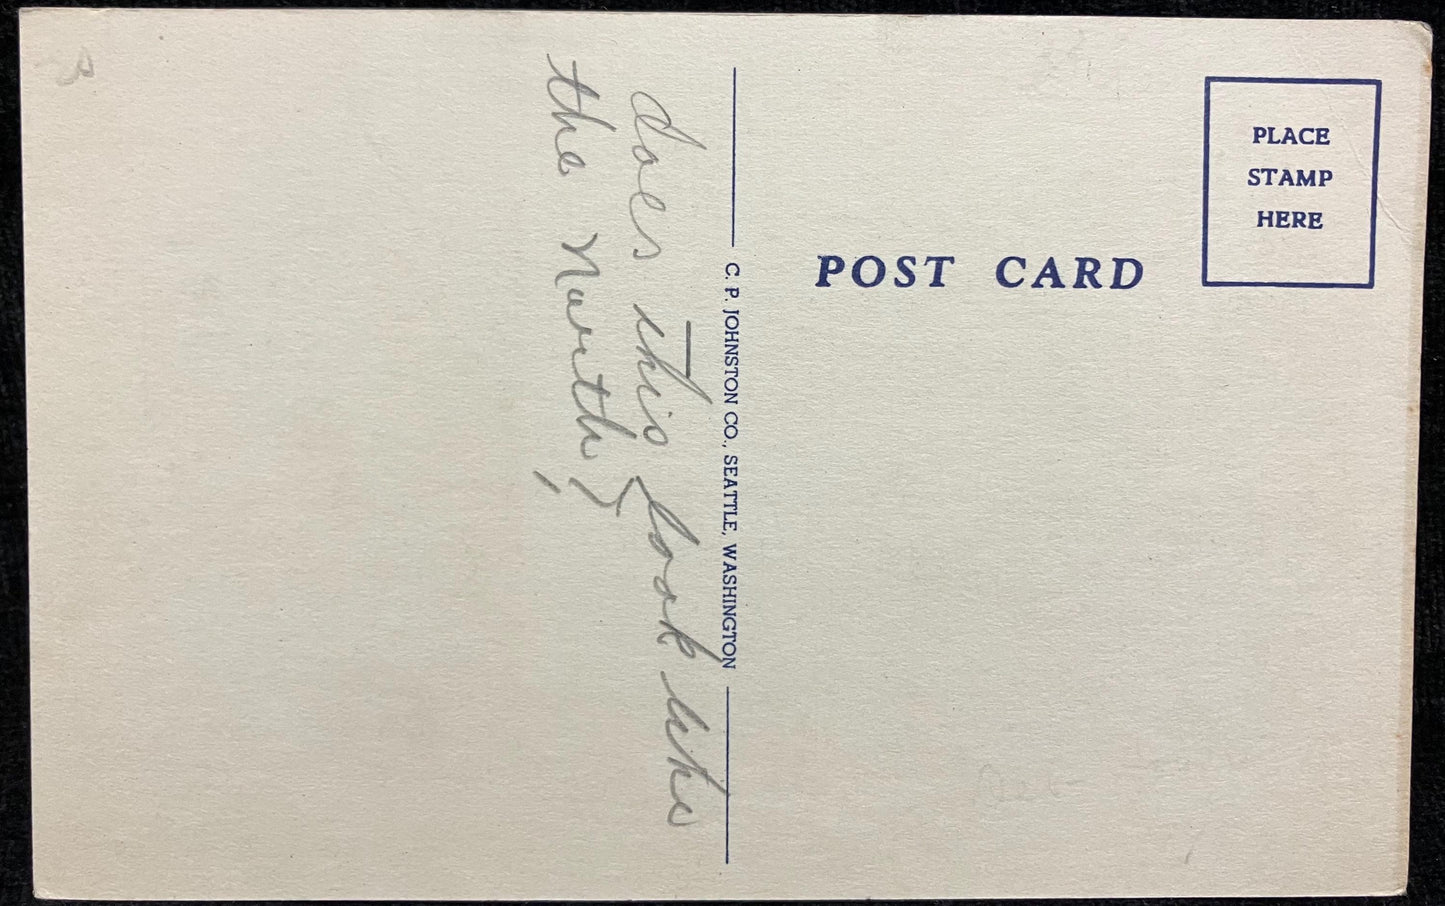 PLACE
STAMP
HERE
POST CARD
C. P. JOHNSTON CO., SEATTLE, WASHINGTON
does this look like
the North?